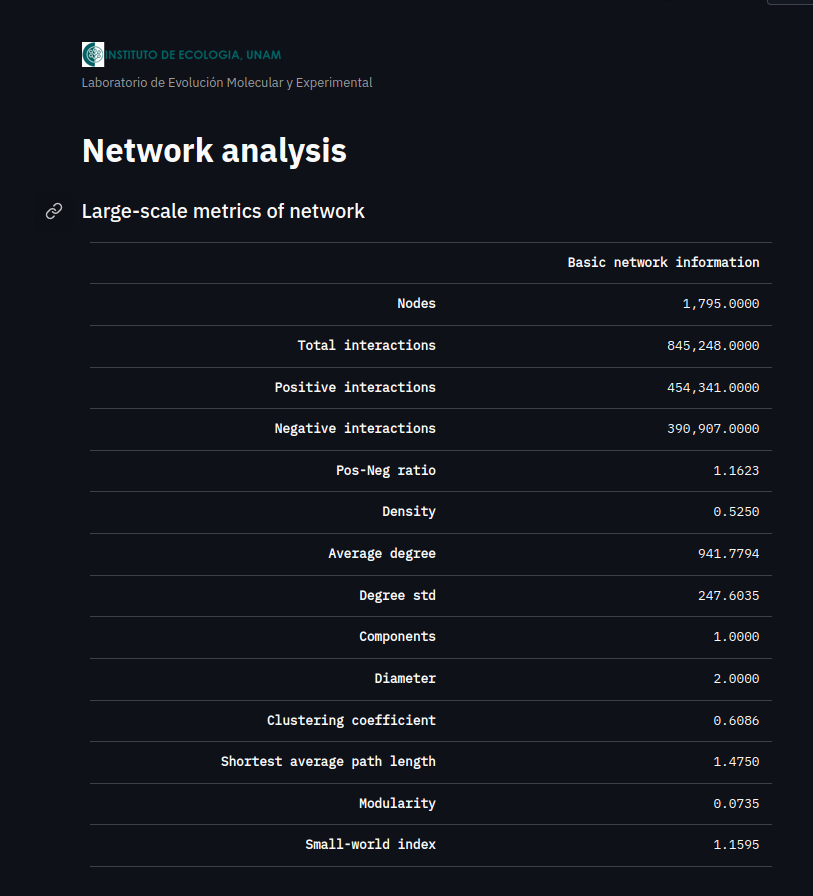 INSTITUTO DE ECOLOGIA, UNAM
Laboratorio de Evolución Molecular y Experimental
Network analysis
Large-scale metrics of network
Basic network information
Nodes 1,795.0000
Total interactions 845,248.0000
Positive interactions 454,341.0000
Negative interactions 390,907.0000
Pos-Neg ratio 1.1623
Density 0.5250
Average degree 941.7794
Degree std 247.6035
Components 1.0000
Diameter 2.0000
Clustering coefficient 0.6086
Shortest average path length 1.4750
Modularity 0.0735
Small-world index 1.1595